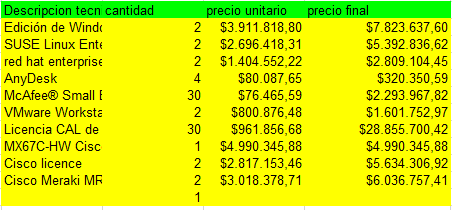 Descripcion tecn cantidad precio unitario precio final
Edición de Windo 2 $3.911.818,80 $7.823.637,60
SUSE Linux Ente 2 $2.696.418,31 $5.392.836,62
red hat enterprise 2 $1.404.552,22 $2.809.104,45
AnyDesk 4 $80.087,65 $320.350,59
McAfee® Small B 30 $76.465,59 $2.293.967,82
VMware Worksta 2 $800.876,48 $1.601.752,97
Licencia CAL de 30 $961.856,68 $28.855.700,42
MX67C-HW Cisc 1 $4.990.345,88 $4.990.345,88
Cisco licence 2 $2.817.153,46 $5.634.306,92
Cisco Meraki MR 2 $3.018.378,71 $6.036.757,41
1